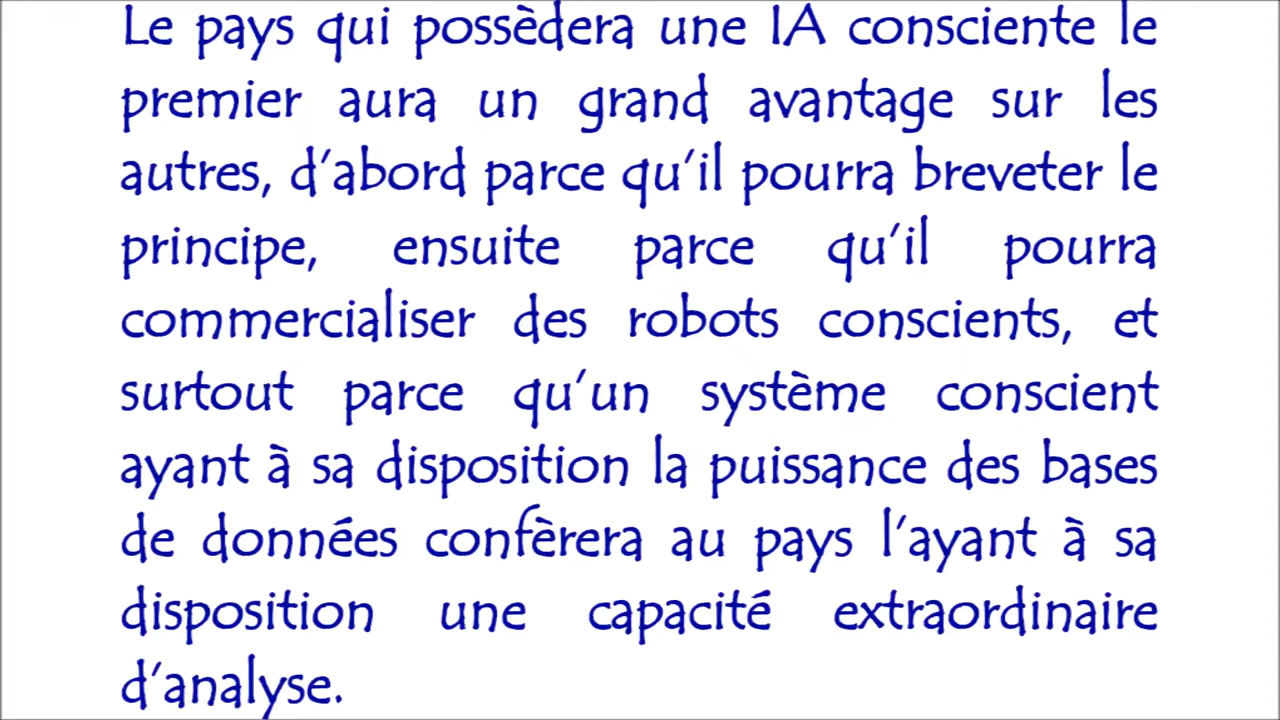 Le pays qui possèdera une IA consciente le
premier aura un grand avantage sur les
autres, d'abord parce qu'il pourra breveter le
principe, ensuite parce qu'il pourra
commercialiser des robots conscients, et
surtout parce qu'un système conscient
ayant à sa disposition la puissance des bases
de données confèrera au pays l'ayant à sa
disposition une capacité extraordinaire
d'analyse.